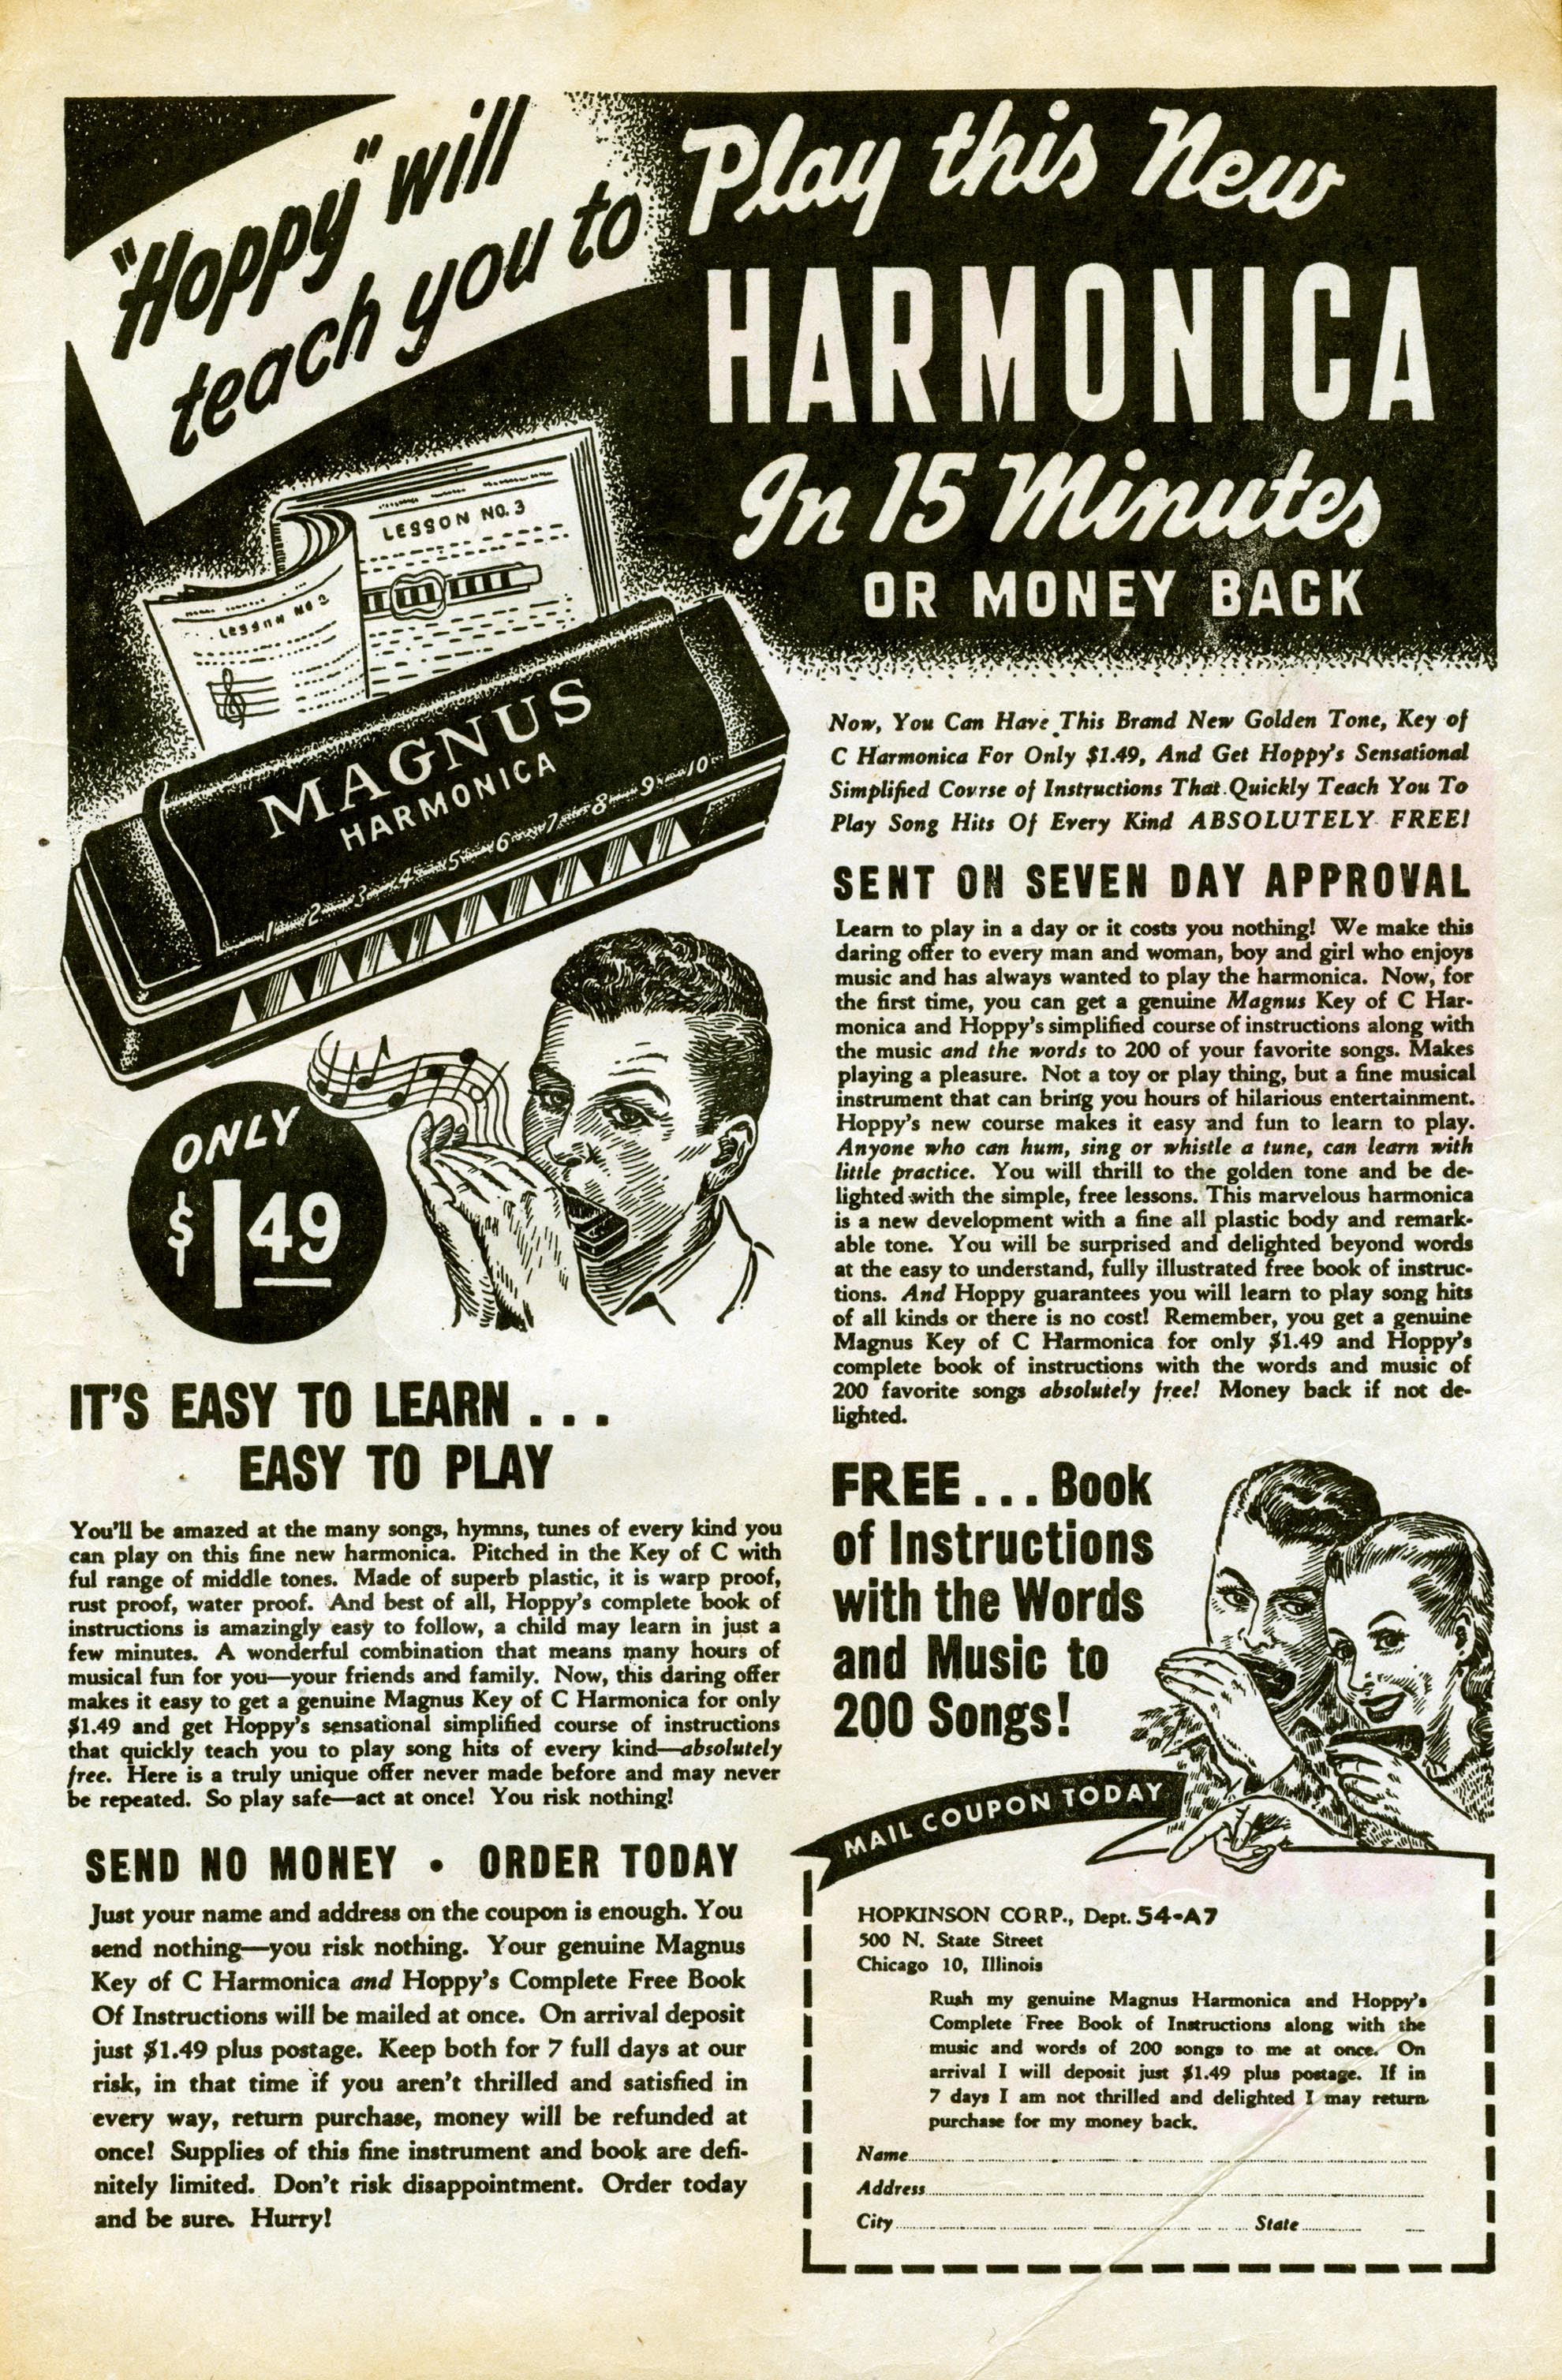 "Hoppy" will
teach you to
Play this New
HARMONICA
In 15 Minutes
OR MONEY BACK
LESSON NO. 3
LESSON NO 2
MAGNUS
HARMONICA
1 2 3 4 5 6 7 8 9 10
ONLY
$1.49
Now, You Can Have This Brand New Golden Tone, Key of
C Harmonica For Only $1.49, And Get Hoppy's Sensational
Simplified Covrse of Instructions That Quickly Teach You To
Play Song Hits Of Every Kind ABSOLUTELY FREE!
SENT ON SEVEN DAY APPROVAL
Learn to play in a day or it costs you nothing! We make this
daring offer to every man and woman, boy and girl who enjoys
music and has always wanted to play the harmonica. Now, for
the first time, you can get a genuine Magnus Key of C Har-
monica and Hoppy's simplified course of instructions along with
the music and the words to 200 of your favorite songs. Makes
playing a pleasure. Not a toy or play thing, but a fine musical
instrument that can bring you hours of hilarious entertainment.
Hoppy's new course makes it easy and fun to learn to play.
Anyone who can hum, sing or whistle a tune, can learn with
little practice. You will thrill to the golden tone and be de-
lighted with the simple, free lessons. This marvelous harmonica
is a new development with a fine all plastic body and remark-
able tone. You will be surprised and delighted beyond words
at the easy to understand, fully illustrated free book of instruc-
tions. And Hoppy guarantees you will learn to play song hits
of all kinds or there is no cost! Remember, you get a genuine
Magnus Key of C Harmonica for only $1.49 and Hoppy's
complete book of instructions with the words and music of
200 favorite songs absolutely free! Money back if not de-
lighted.
IT'S EASY TO LEARN . . .
EASY TO PLAY
You'll be amazed at the many songs, hymns, tunes of every kind you
can play on this fine new harmonica. Pitched in the Key of C with
ful range of middle tones. Made of superb plastic, it is warp proof,
rust proof, water proof. And best of all, Hoppy's complete book of
instructions is amazingly easy to follow, a child may learn in just a
few minutes. A wonderful combination that means many hours of
musical fun for you—your friends and family. Now, this daring offer
makes it easy to get a genuine Magnus Key of C Harmonica for only
$1.49 and get Hoppy's sensational simplified course of instructions
that quickly teach you to play song hits of every kind—absolutely
free. Here is a truly unique offer never made before and may never
be repeated. So play safe—act at once! You risk nothing!
SEND NO MONEY • ORDER TODAY
Just your name and address on the coupon is enough. You
send nothing—you risk nothing. Your genuine Magnus
Key of C Harmonica and Hoppy's Complete Free Book
Of Instructions will be mailed at once. On arrival deposit
just $1.49 plus postage. Keep both for 7 full days at our
risk, in that time if you aren't thrilled and satisfied in
every way, return purchase, money will be refunded at
once! Supplies of this fine instrument and book are defi-
nitely limited. Don't risk disappointment. Order today
and be sure. Hurry!
FREE . . . Book
of Instructions
with the Words
and Music to
200 Songs!
MAIL COUPON TODAY
HOPKINSON CORP., Dept. 54-A7
500 N. State Street
Chicago 10, Illinois
Rush my genuine Magnus Harmonica and Hoppy's
Complete Free Book of Instructions along with the
music and words of 200 songs to me at once. On
arrival I will deposit just $1.49 plus postage. If in
7 days I am not thrilled and delighted I may return
purchase for my money back.
Name
Address
City State